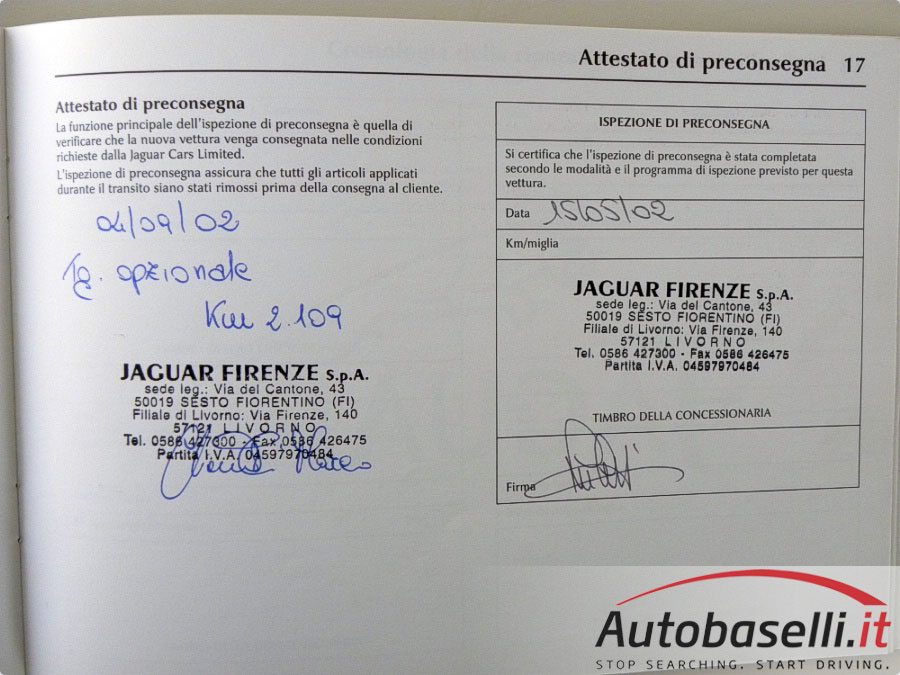 Attestato di preconsegna 17
Attestato di preconsegna
La funzione principale dell'ispezione di preconsegna è quella di
verificare che la nuova vettura venga consegnata nelle condizioni
richieste dalla Jaguar Cars Limited.
L'ispezione di preconsegna assicura che tutti gli articoli applicati
durante il transito siano stati rimossi prima della consegna al cliente.
04/09/02
Tg. opzionale
Km 2.109
JAGUAR FIRENZE S.p.A.
sede leg.: Via del Cantone, 43
50019 SESTO FIORENTINO (FI)
Filiale di Livorno: Via Firenze, 140
57121 LIVORNO
Tel. 0586 427300 - Fax 0586 426475
Partita I.V.A. 04597970484
ISPEZIONE DI PRECONSEGNA
Si certifica che l'ispezione di preconsegna è stata completata
secondo le modalità e il programma di ispezione previsto per questa
vettura.
Data 15/05/02
Km/miglia
JAGUAR FIRENZE S.p.A.
sede leg.: Via del Cantone, 43
50019 SESTO FIORENTINO (FI)
Filiale di Livorno: Via Firenze, 140
57121 LIVORNO
Tel. 0586 427300 - Fax 0586 426475
Partita I.V.A. 04597970484
TIMBRO DELLA CONCESSIONARIA
Firma
Autobaselli.it
STOP SEARCHING. START DRIVING.